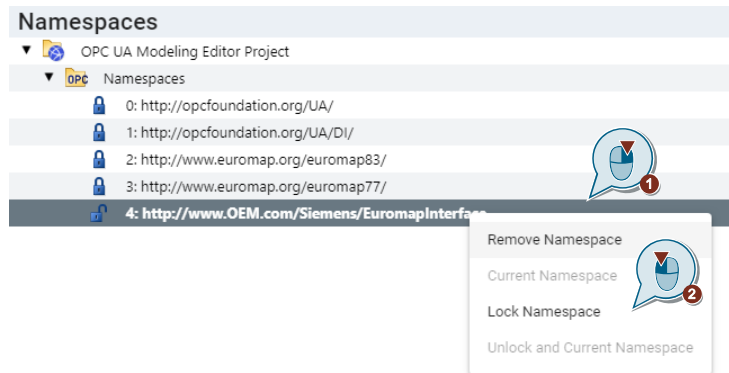 Namespaces
OPC UA Modeling Editor Project
OPC Namespaces
0: http://opcfoundation.org/UA/
1: http://opcfoundation.org/UA/DI/
2: http://www.euromap.org/euromap83/
3: http://www.euromap.org/euromap77/
1
4: http://www.OEM.com/Siemens/EuromapInterface
Remove Namespace
Current Namespace
2
Lock Namespace
Unlock and Current Namespace